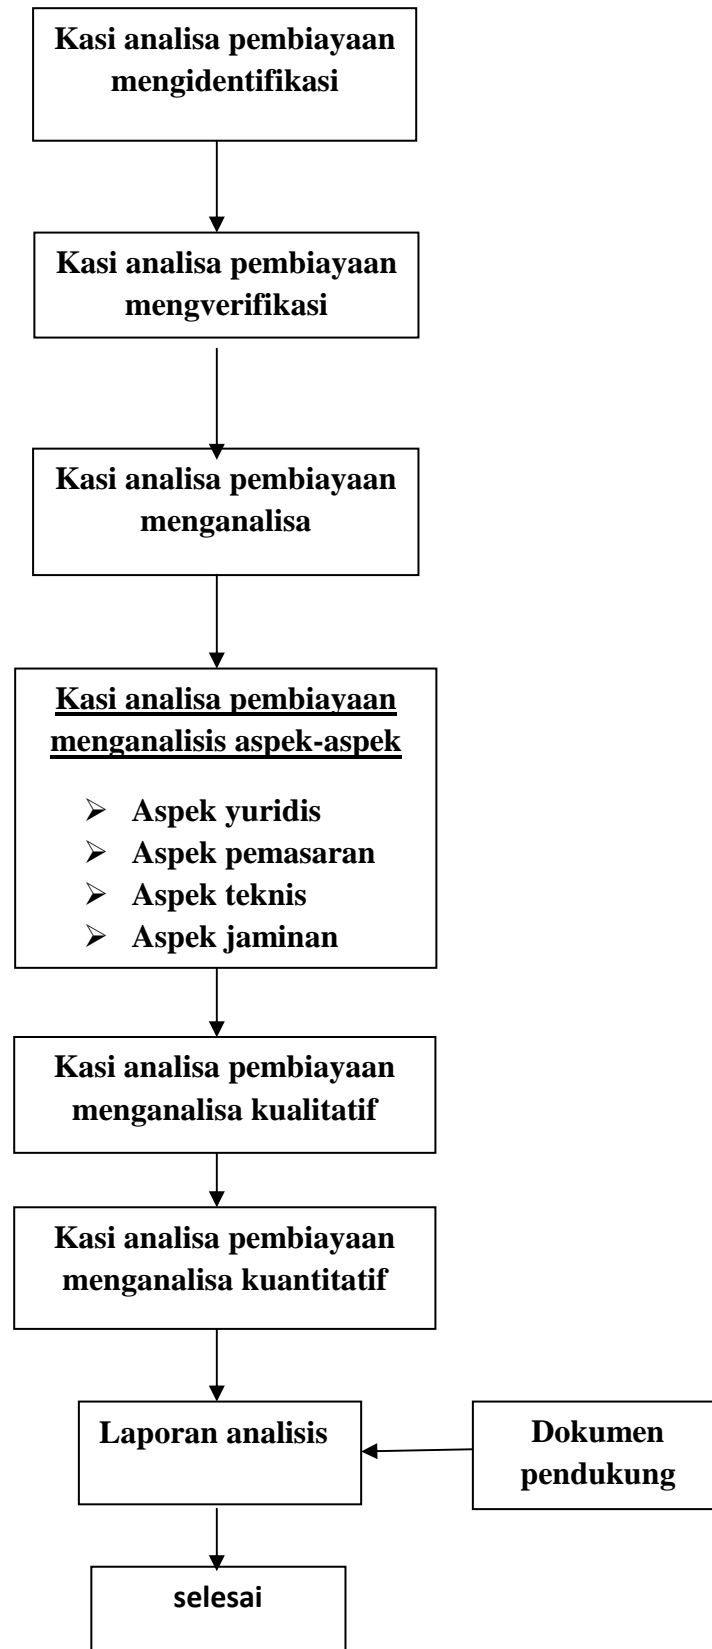 Kasi analisa pembiayaan
mengidentifikasi
Kasi analisa pembiayaan
mengverifikasi
Kasi analisa pembiayaan
menganalisa
Kasi analisa pembiayaan
menganalisis aspek-aspek
➢ Aspek yuridis
➢ Aspek pemasaran
➢ Aspek teknis
➢ Aspek jaminan
Kasi analisa pembiayaan
menganalisa kualitatif
Kasi analisa pembiayaan
menganalisa kuantitatif
Laporan analisis
Dokumen
pendukung
selesai